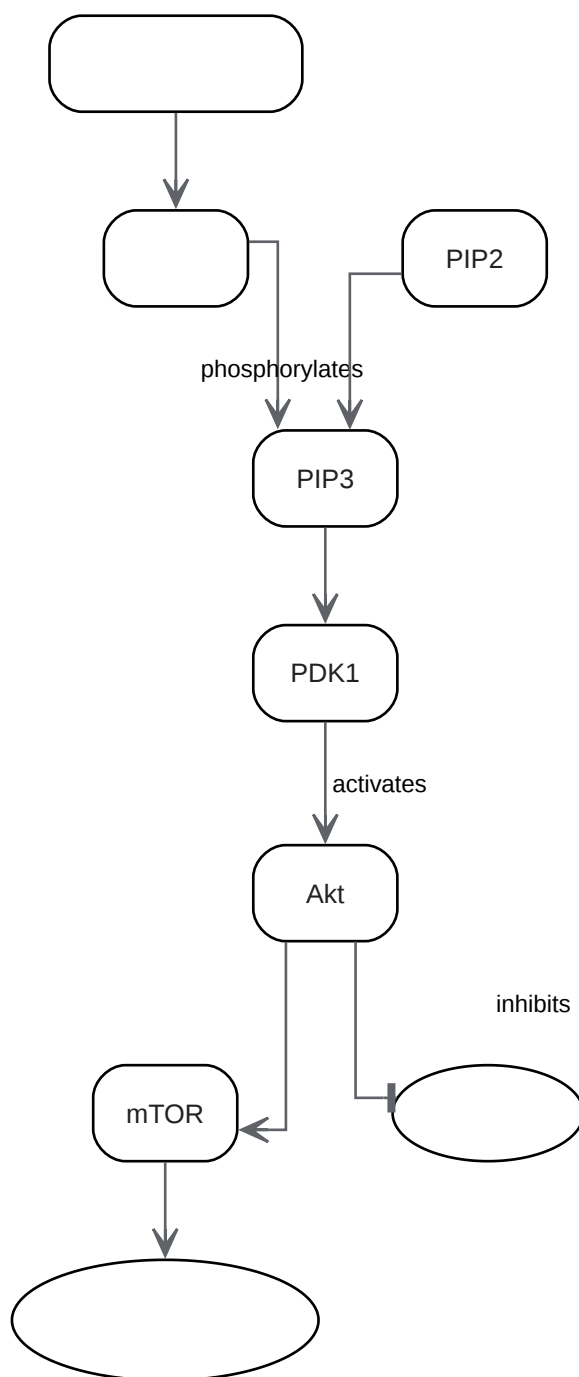 PIP2
phosphorylates
PIP3
PDK1
activates
Akt
inhibits
mTOR